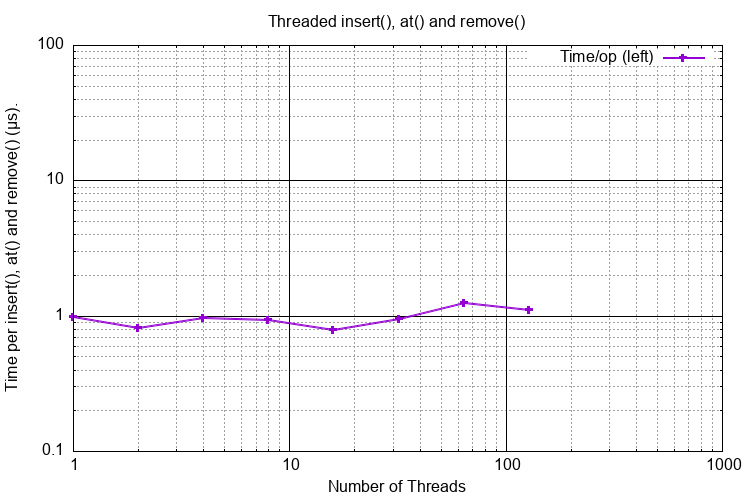 Threaded insert(), at() and remove()
Time/op (left)
100
10
1
0.1
Time per insert(), at() and remove() (µs).
1 10 100 1000
Number of Threads